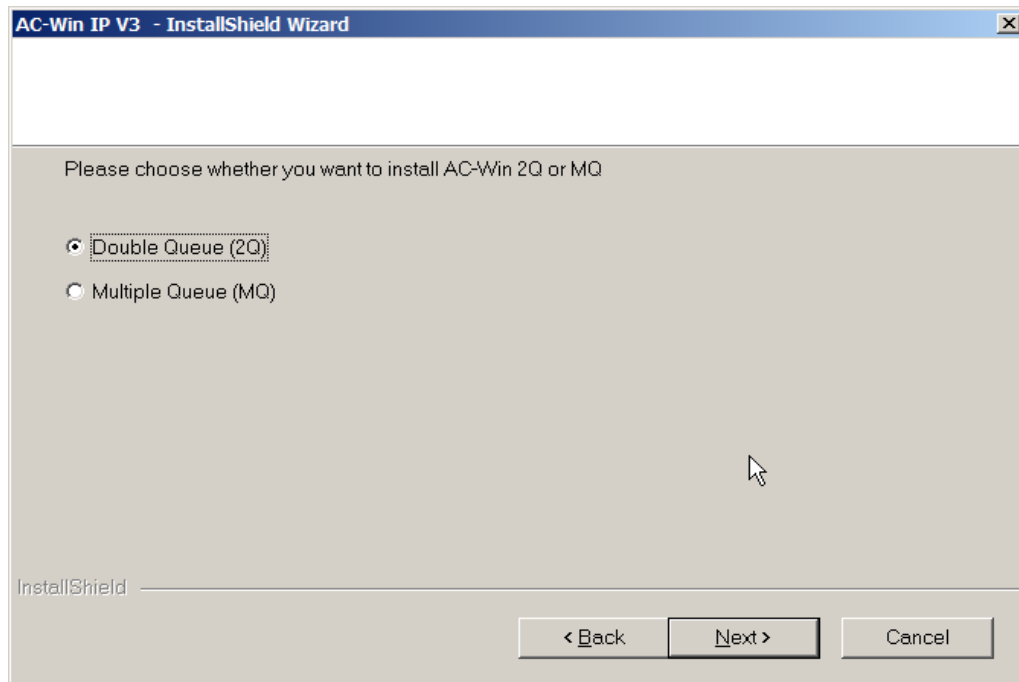 AC-Win IP V3 - InstallShield Wizard
Please choose whether you want to install AC-Win 2Q or MQ
Double Queue (2Q)
Multiple Queue (MQ)
InstallShield
< Back Next > Cancel